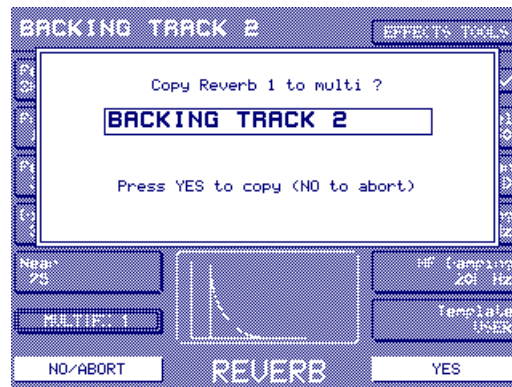 BACKING TRACK 2
EFFECTS TOOLS
Copy Reverb 1 to multi ?
BACKING TRACK 2
Press YES to copy (NO to abort)
Near
75
HF Damping
Hz
MULTIFX 1
Template
USER
NO/ABORT
REVERB
YES